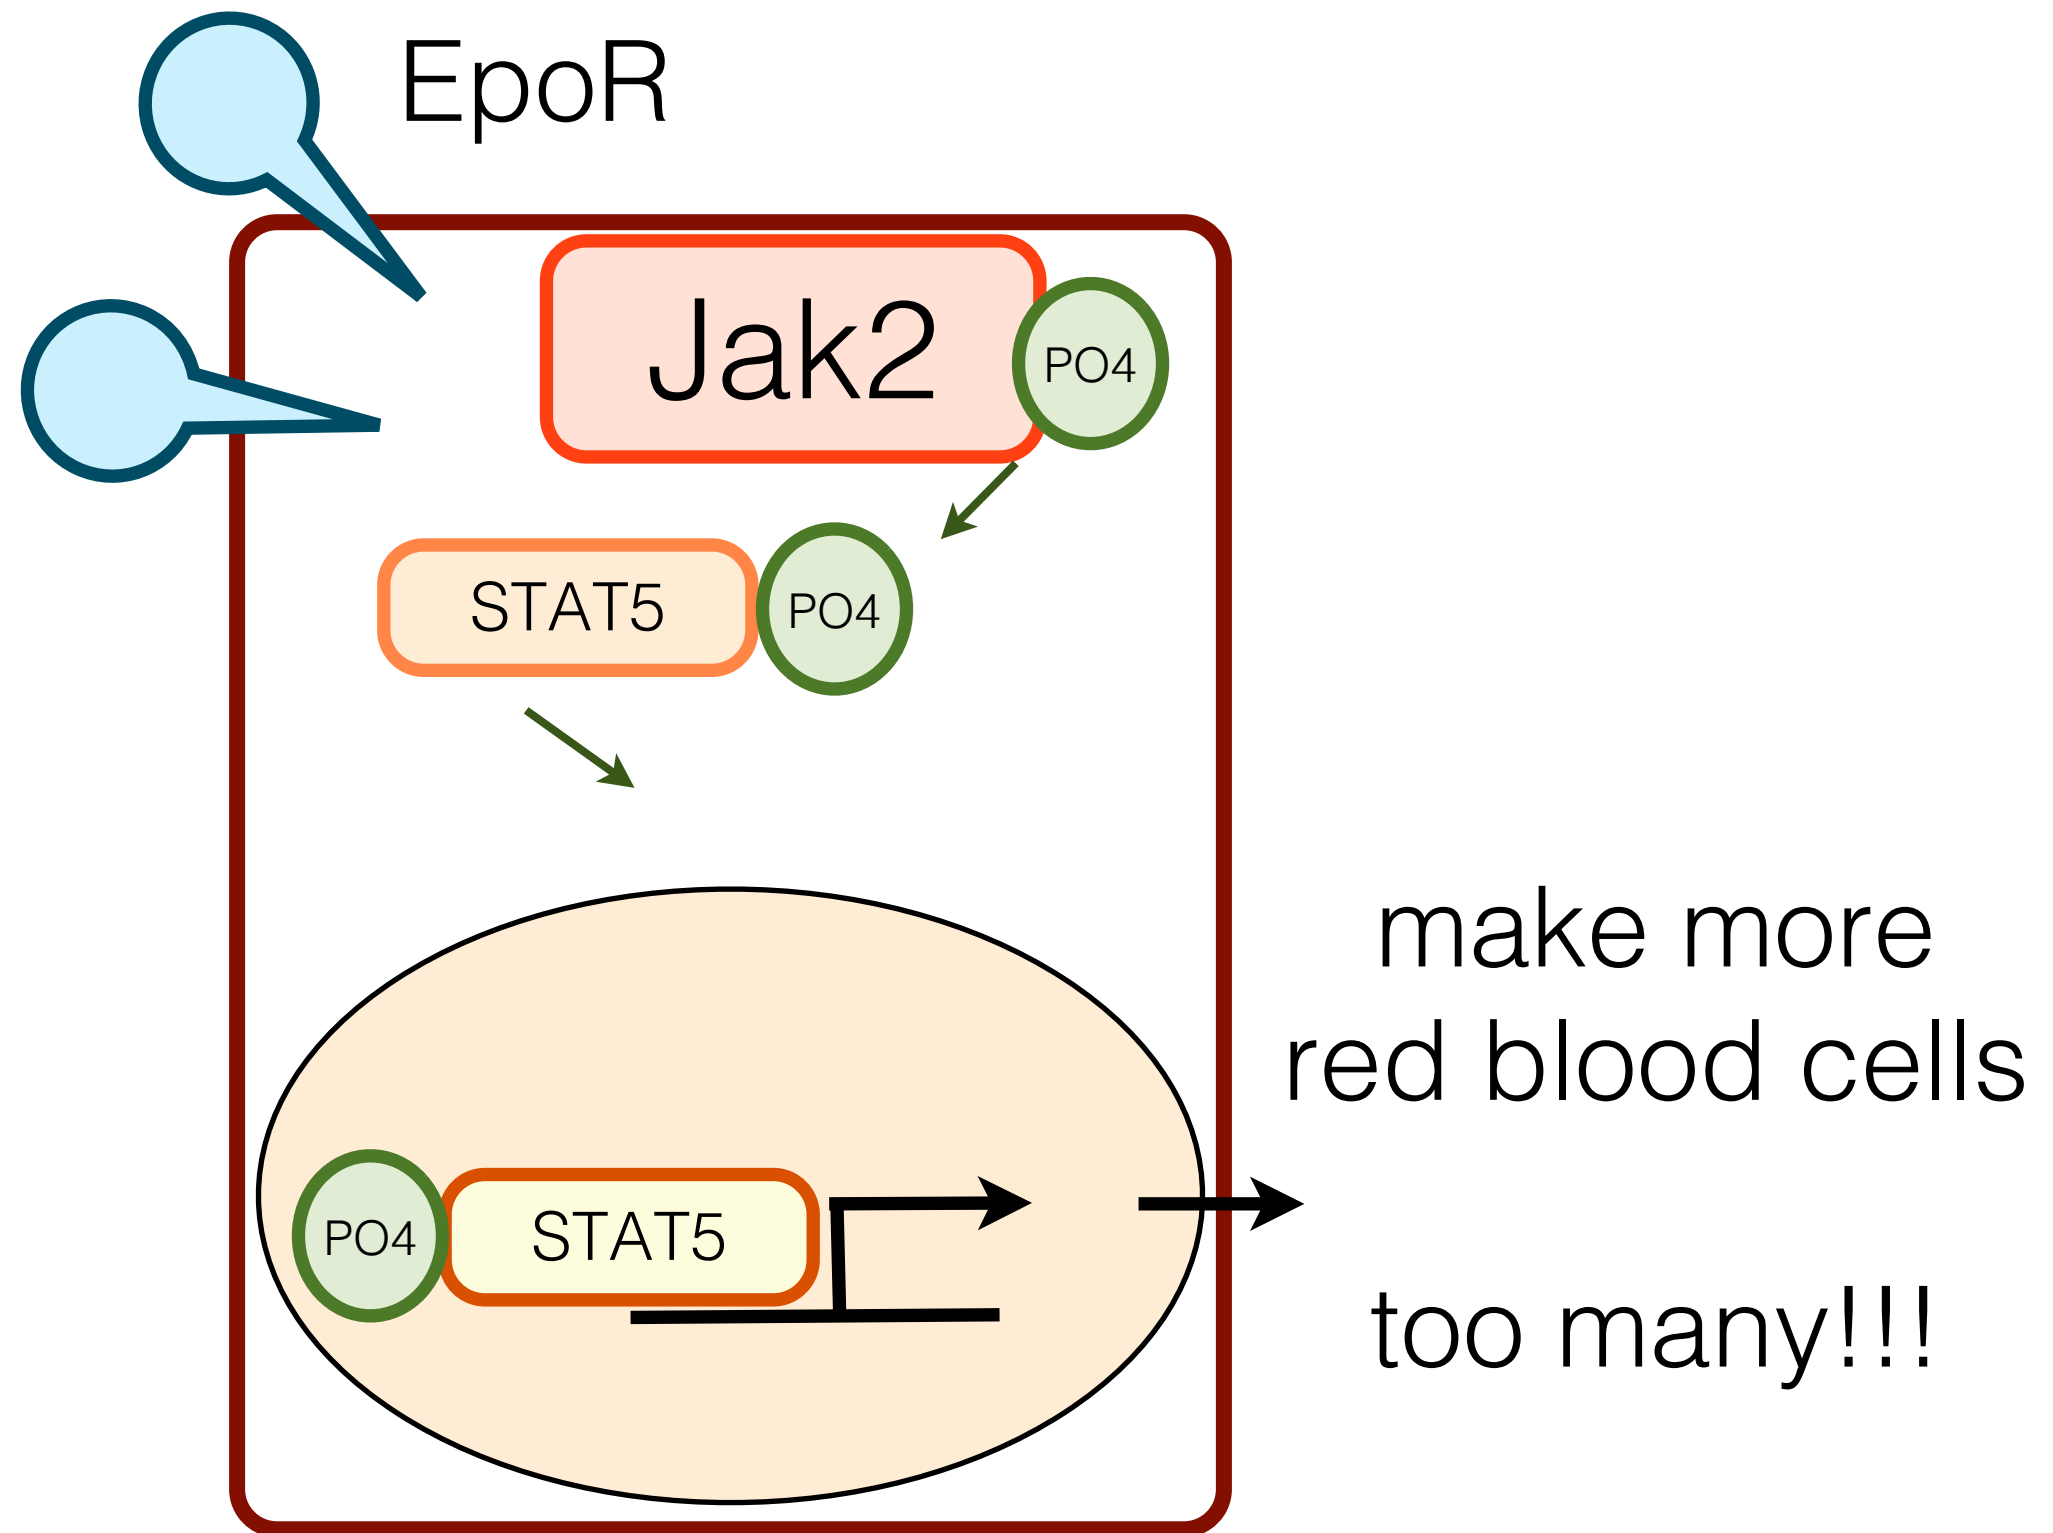 EpoR
Jak2
PO4
STAT5
PO4
make more
red blood cells
PO4
STAT5
too many!!!